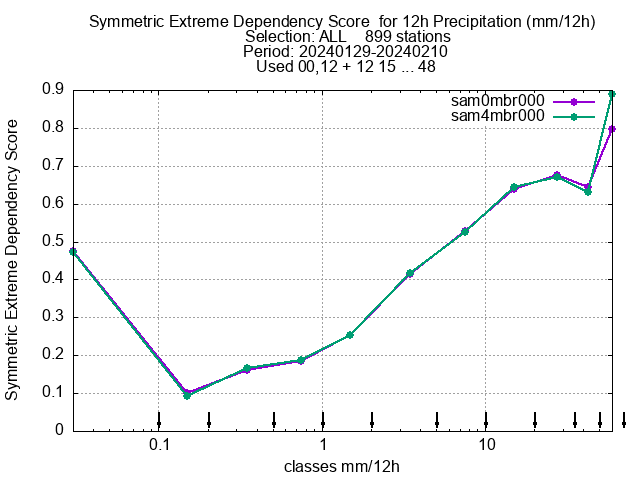 Symmetric Extreme Dependency Score  for 12h Precipitation (mm/12h)
Selection: ALL    899 stations
Period: 20240129-20240210
Used 00,12 + 12 15 ... 48
sam0mbr000
sam4mbr000
Symmetric Extreme Dependency Score
0.9
0.8
0.7
0.6
0.5
0.4
0.3
0.2
0.1
0
0.1
1
10
classes mm/12h